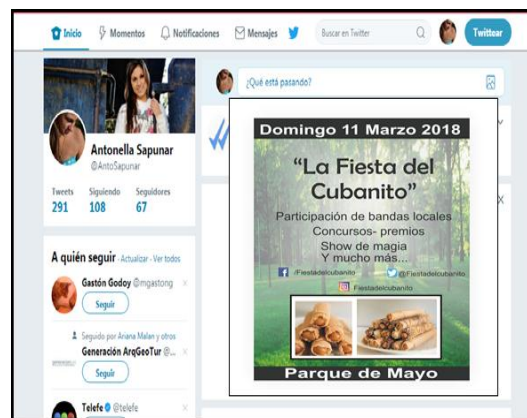 Inicio Momentos Notificaciones Mensajes Buscar en Twitter Twittear
¿Qué está pasando?
Antonella Sapunar
@AntoSapunar
Tweets Siguiendo Seguidores
291 108 67
A quién seguir · Actualizar · Ver todos
Gastón Godoy @mgastong ×
Seguir
Seguido por Ariana Malan y otros
Generación ArqGeoTur @... ×
Seguir
Telefe @telefe ×
Domingo 11 Marzo 2018
“La Fiesta del
Cubanito”
Participación de bandas locales
Concursos- premios
Show de magia
Y mucho más...
/Fiestadelcubanito @Fiestadelcubanito
Fiestadelcubanito
Parque de Mayo
X